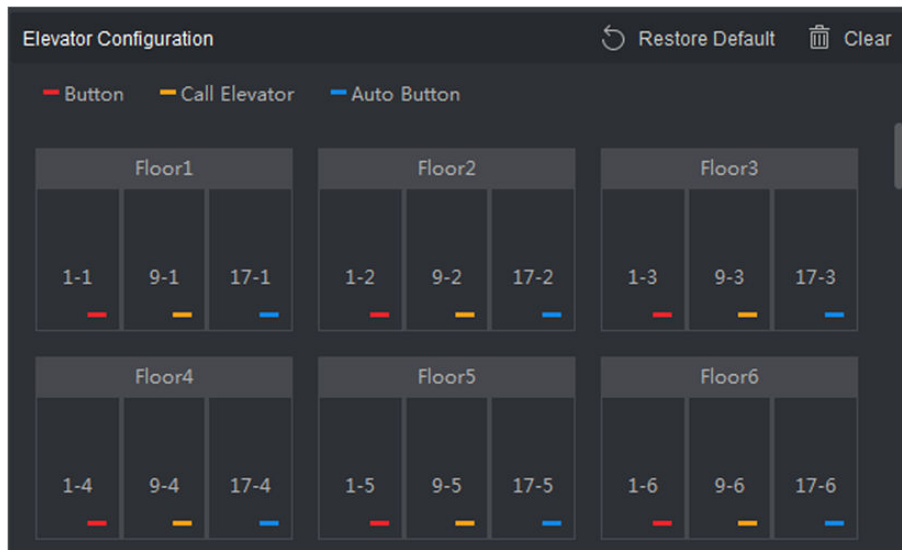 Elevator Configuration Restore Default Clear
Button Call Elevator Auto Button
Floor1 Floor2 Floor3
1-1 9-1 17-1 1-2 9-2 17-2 1-3 9-3 17-3
Floor4 Floor5 Floor6
1-4 9-4 17-4 1-5 9-5 17-5 1-6 9-6 17-6